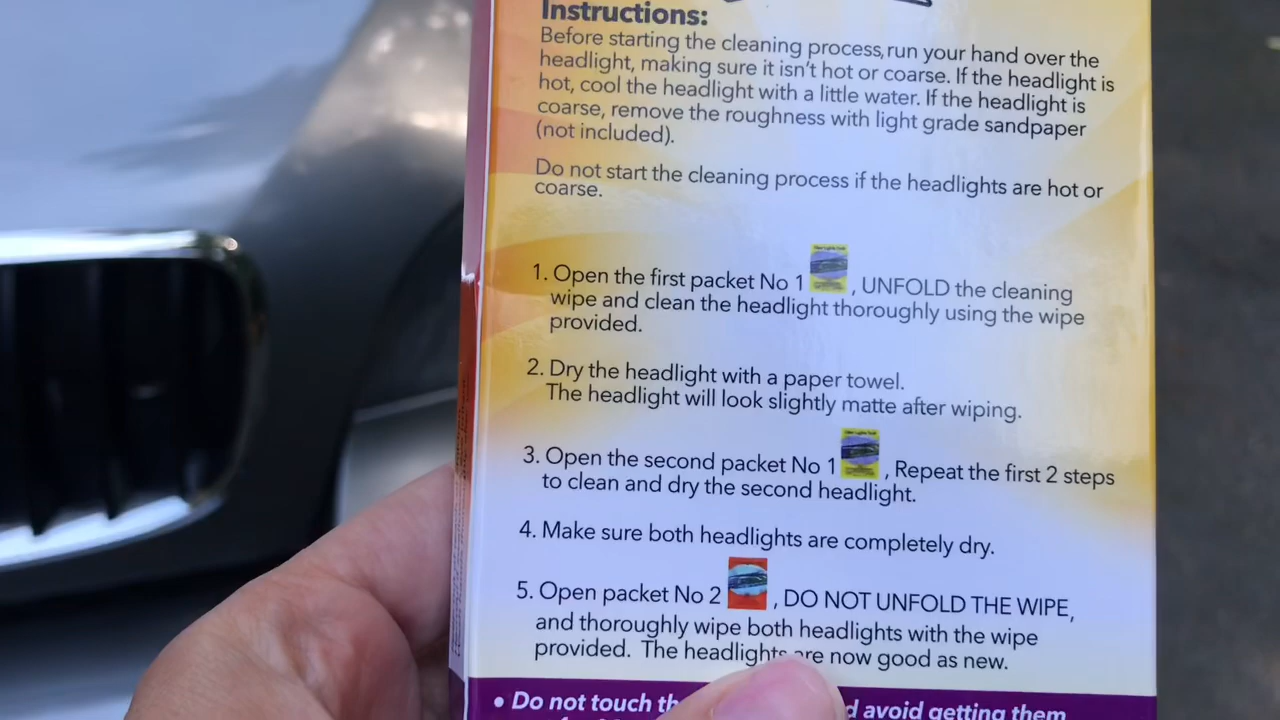 Instructions:
Before starting the cleaning process, run your hand over the
headlight, making sure it isn't hot or coarse. If the headlight is
hot, cool the headlight with a little water. If the headlight is
coarse, remove the roughness with light grade sandpaper
(not included).
Do not start the cleaning process if the headlights are hot or
coarse.
1. Open the first packet No 1 , UNFOLD the cleaning
wipe and clean the headlight thoroughly using the wipe
provided.
2. Dry the headlight with a paper towel.
The headlight will look slightly matte after wiping.
3. Open the second packet No 1 , Repeat the first 2 steps
to clean and dry the second headlight.
4. Make sure both headlights are completely dry.
5. Open packet No 2 , DO NOT UNFOLD THE WIPE,
and thoroughly wipe both headlights with the wipe
provided. The headlights are now good as new.
• Do not touch avoid getting them